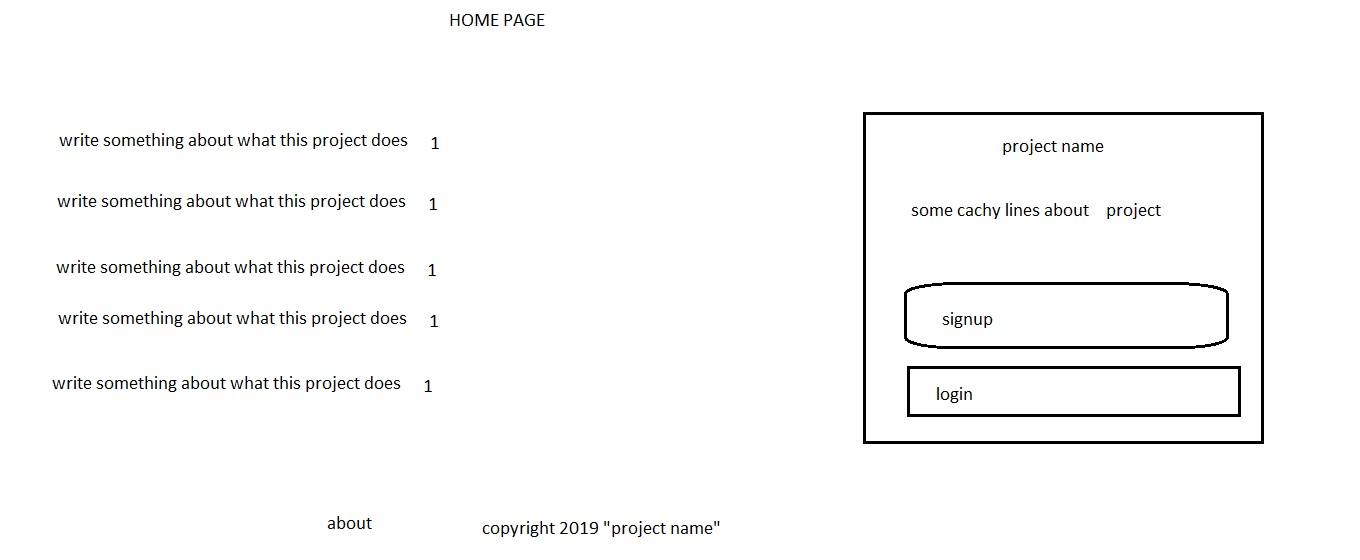 HOME PAGE
write something about what this project does 1
write something about what this project does 1
write something about what this project does 1
write something about what this project does 1
write something about what this project does 1
project name
some cachy lines about project
signup
login
about
copyright 2019 "project name"